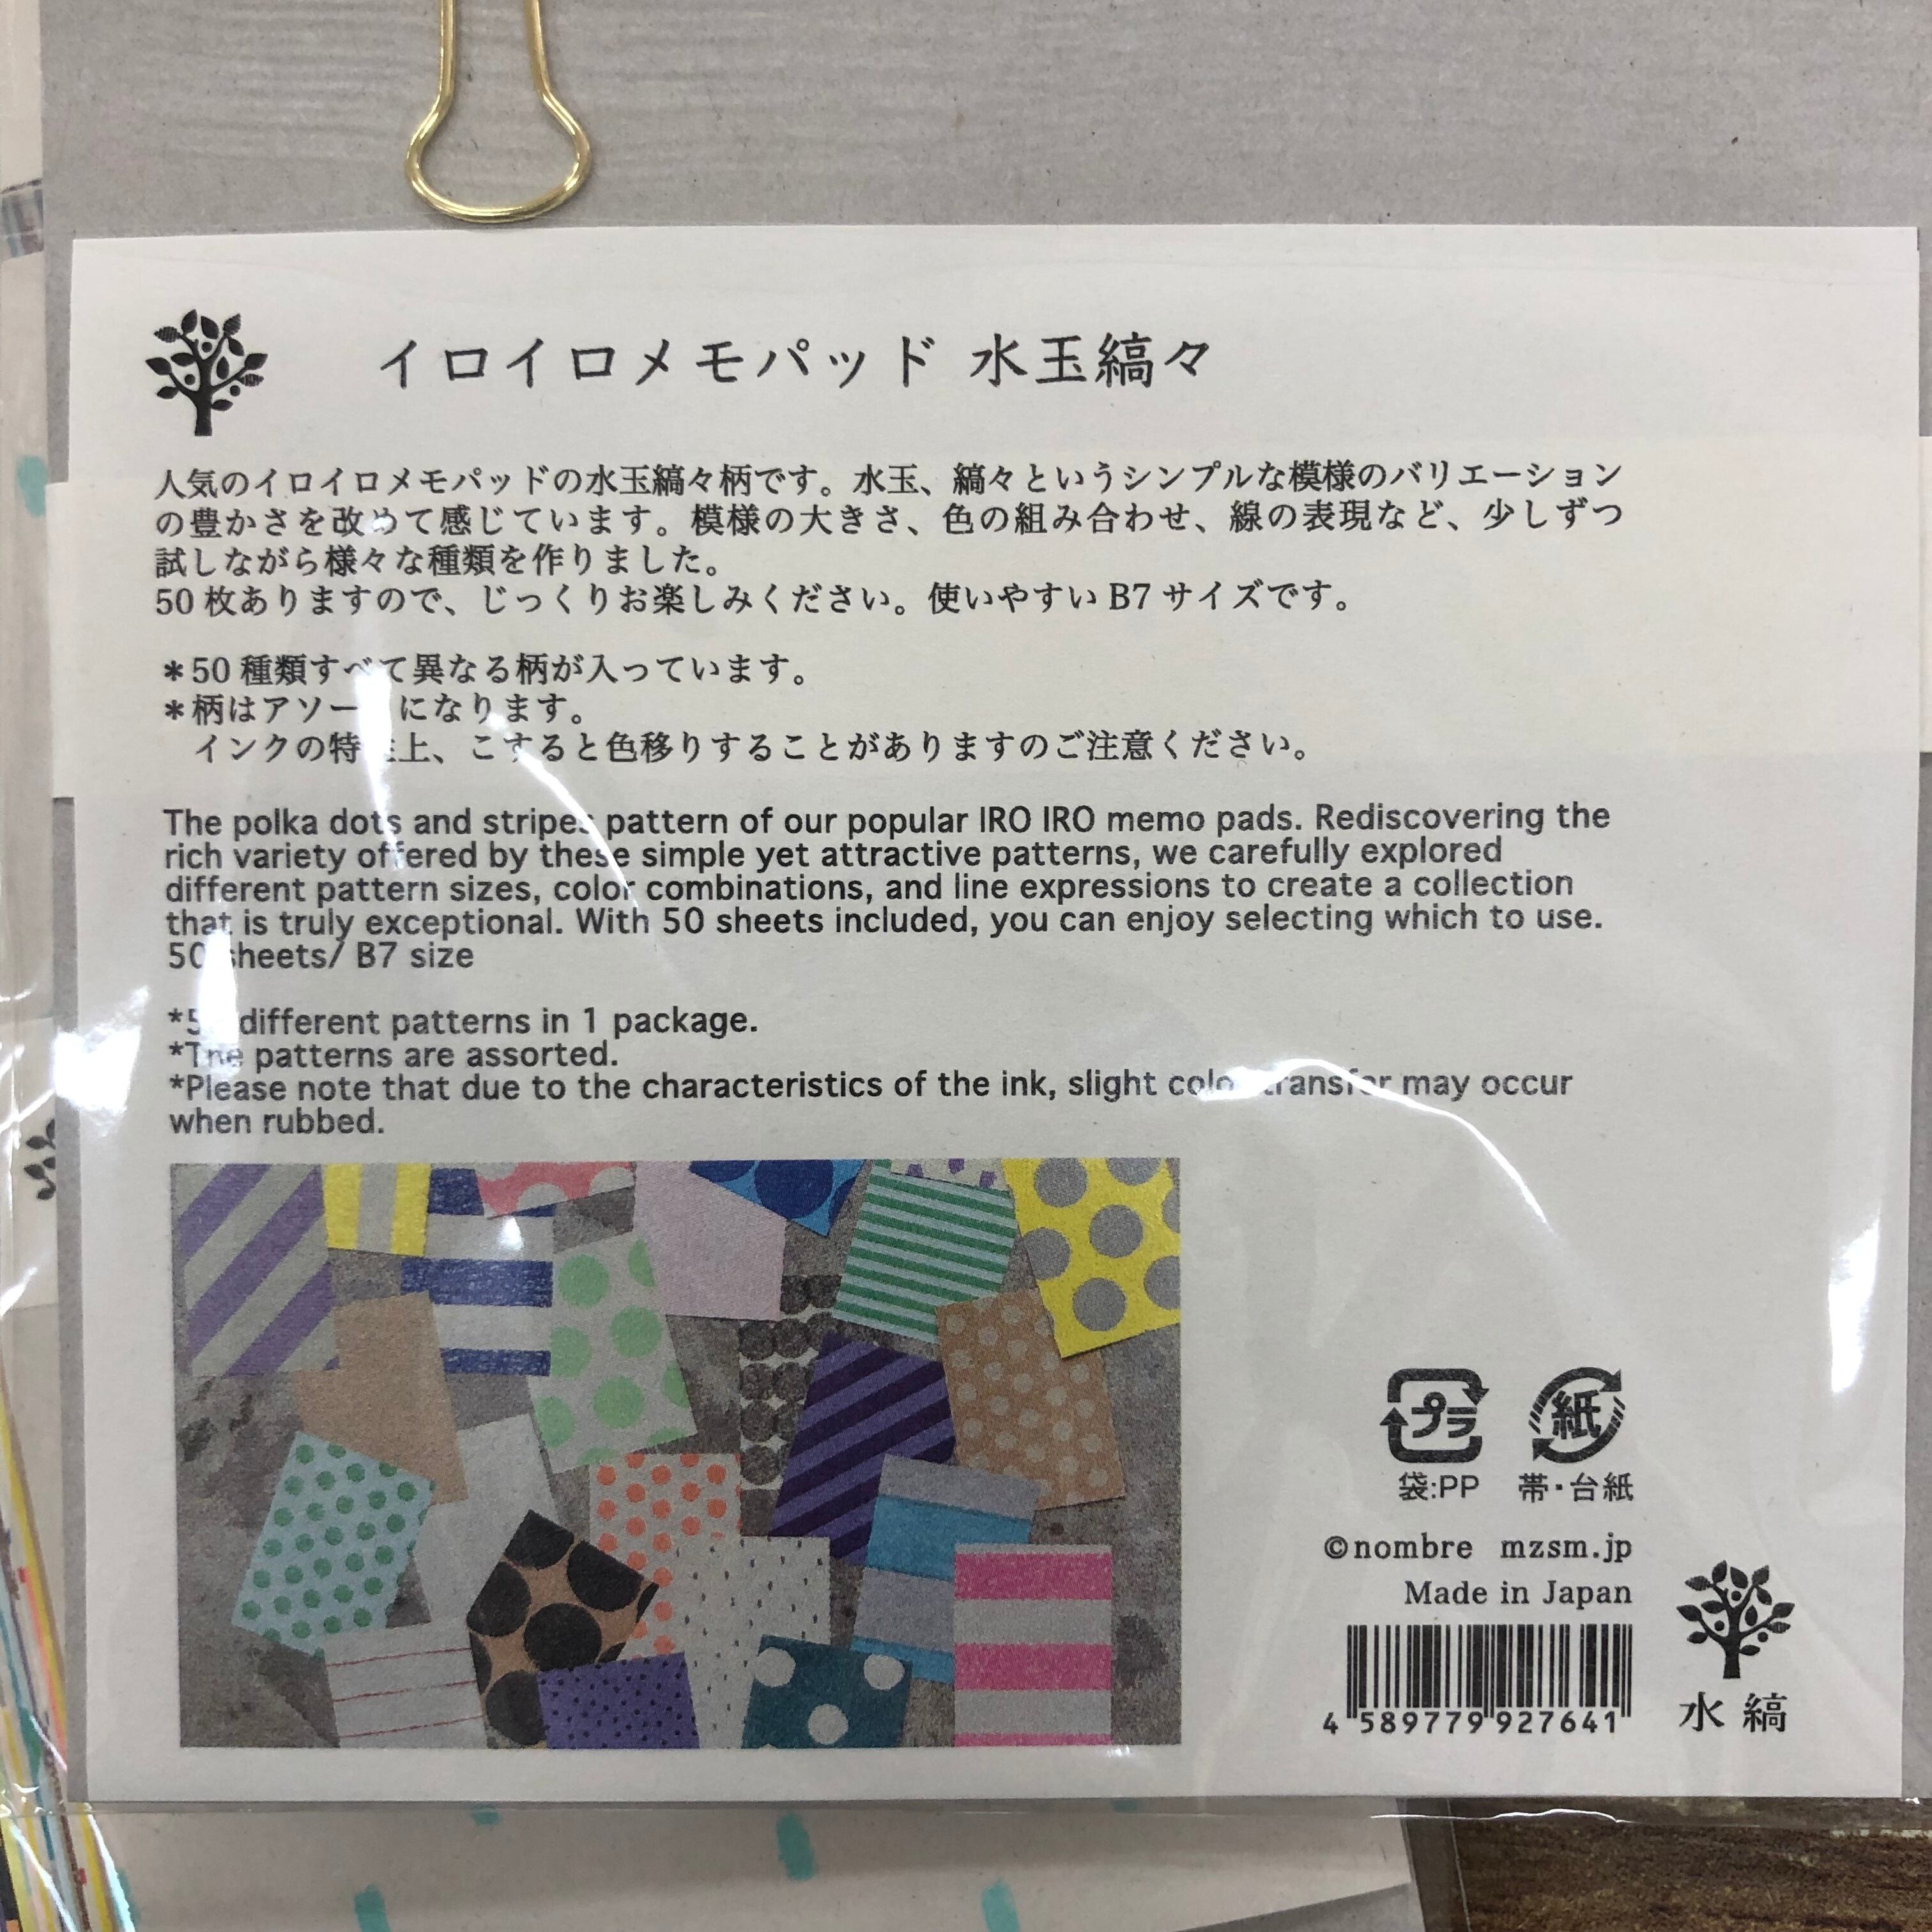 イロイロメモパッド 水玉縞々
人気のイロイロメモパッドの水玉縞々柄です。水玉、縞々というシンプルな模様のバリエーション
の豊かさを改めて感じています。模様の大きさ、色の組み合わせ、線の表現など、少しずつ
試しながら様々な種類を作りました。
50枚ありますので、じっくりお楽しみください。使いやすいB7サイズです。
*50種類すべて異なる柄が入っています。
*柄はアソートになります。
インクの特性上、こすると色移りすることがありますのご注意ください。
The polka dots and stripes pattern of our popular IRO IRO memo pads. Rediscovering the
rich variety offered by these simple yet attractive patterns, we carefully explored
different pattern sizes, color combinations, and line expressions to create a collection
that is truly exceptional. With 50 sheets included, you can enjoy selecting which to use.
50 sheets/ B7 size
*50 different patterns in 1 package.
*The patterns are assorted.
*Please note that due to the characteristics of the ink, slight color transfer may occur
when rubbed.
プラ 紙
袋:PP 帯・台紙
©nombre mzsm.jp
Made in Japan
4 589779 927641
水縞